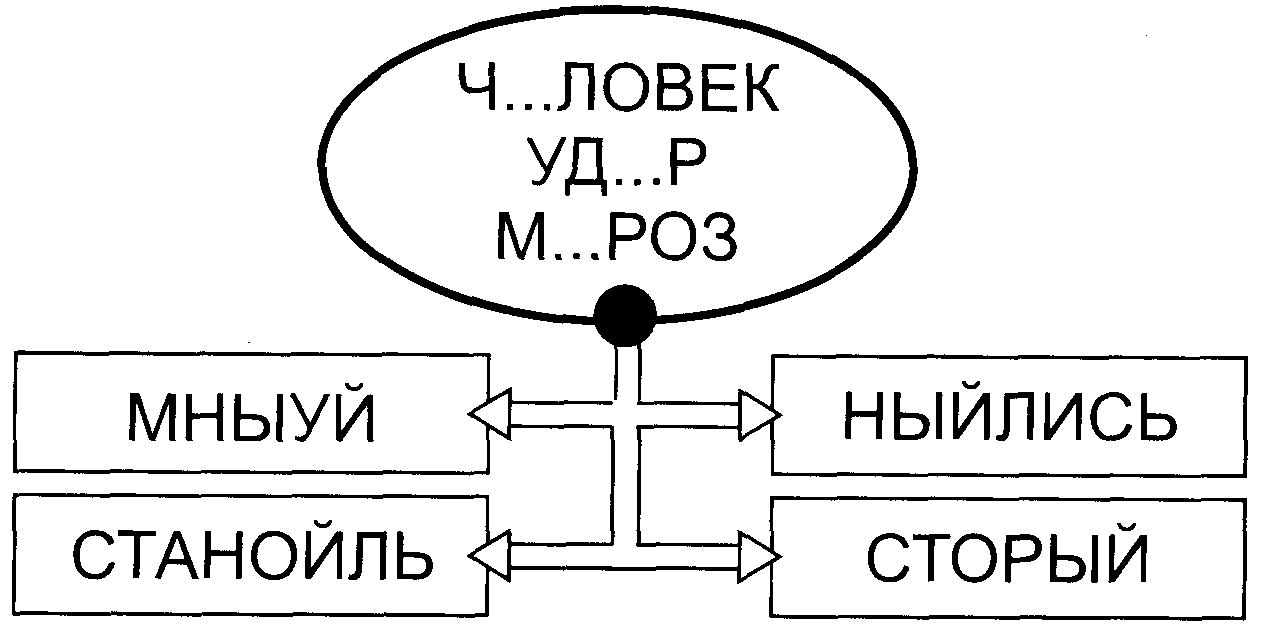 Ч...ЛОВЕК
УД...Р
М...РОЗ
МНЫУЙ
НЫЙЛИСЬ
СТАНОЙЛЬ
СТОРЫЙ